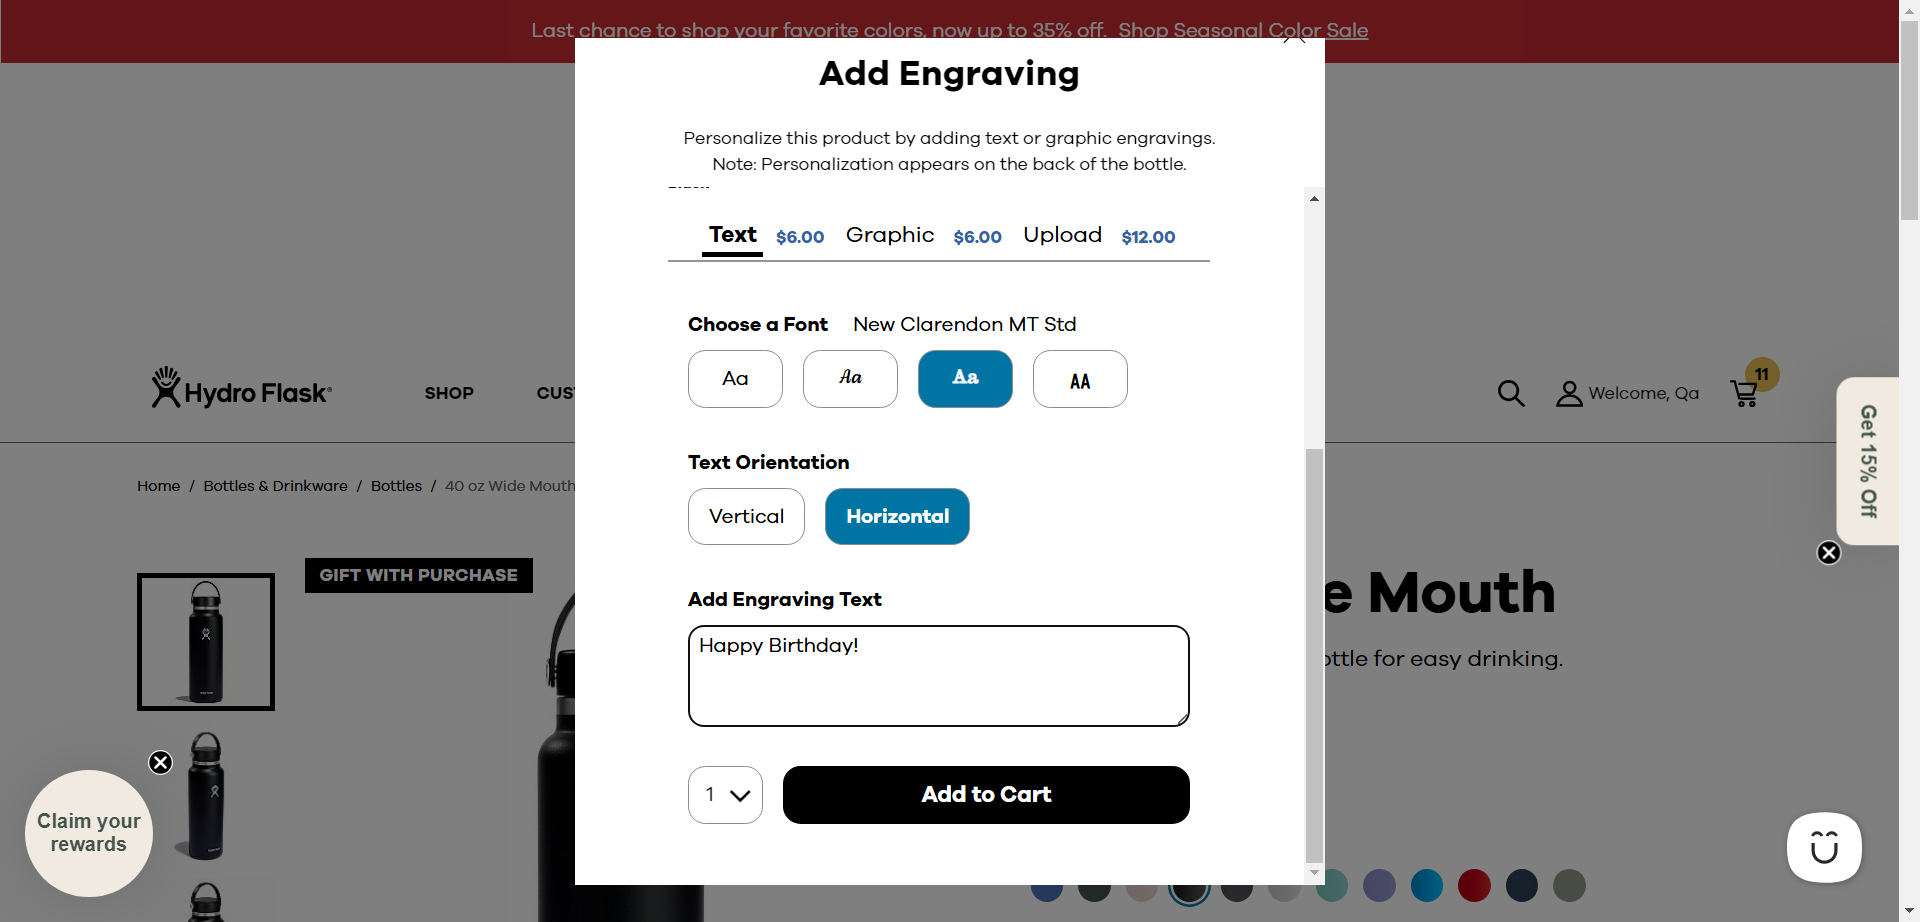 Last chance to shop your favorite colors, now up to 35% off. Shop Seasonal Color Sale
Add Engraving
Personalize this product by adding text or graphic engravings.
Note: Personalization appears on the back of the bottle.
Text $6.00 Graphic $6.00 Upload $12.00
Choose a Font New Clarendon MT Std
Aa Aa Aa AA
Hydro Flask SHOP
Welcome, Qa 11
Get 15% Off
Text Orientation
Vertical Horizontal
Home / Bottles & Drinkware / Bottles / 40 oz Wide Mouth
GIFT WITH PURCHASE
e Mouth
Add Engraving Text
Happy Birthday!
ottle for easy drinking.
1 Add to Cart
Claim your
rewards